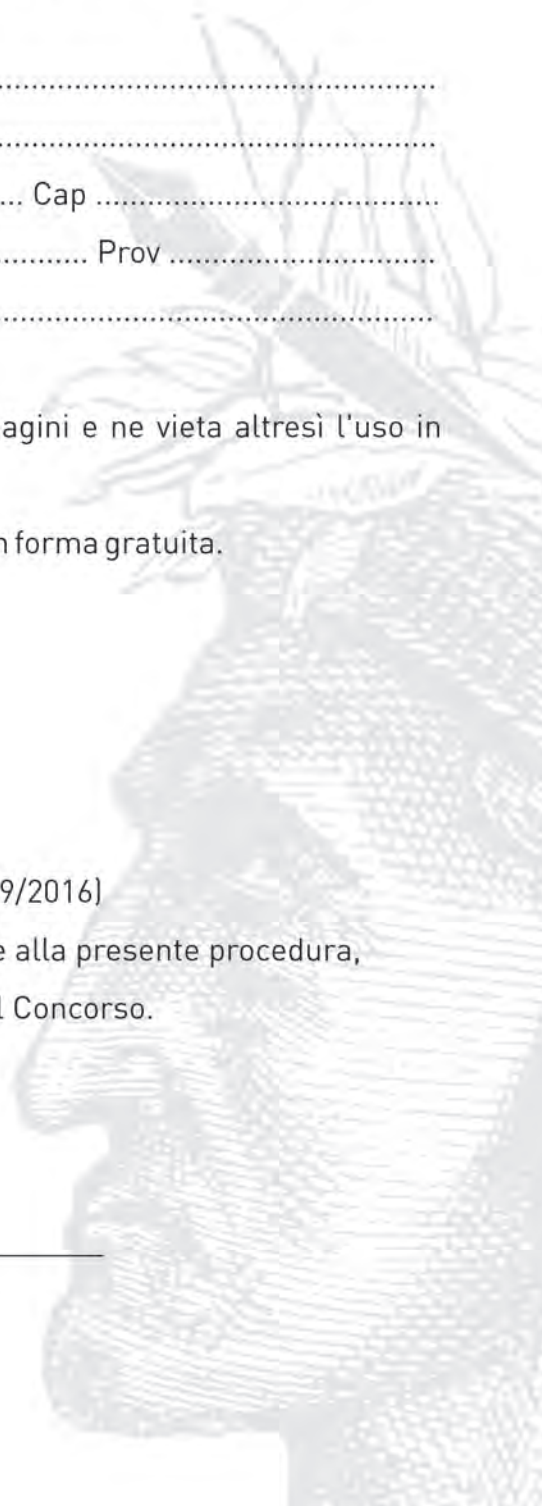 ................................................
................................................
... Cap .....................................
.......... Prov .............................
................................................
agini e ne vieta altresì l'uso in
n forma gratuita.
9/2016)
e alla presente procedura,
l Concorso.